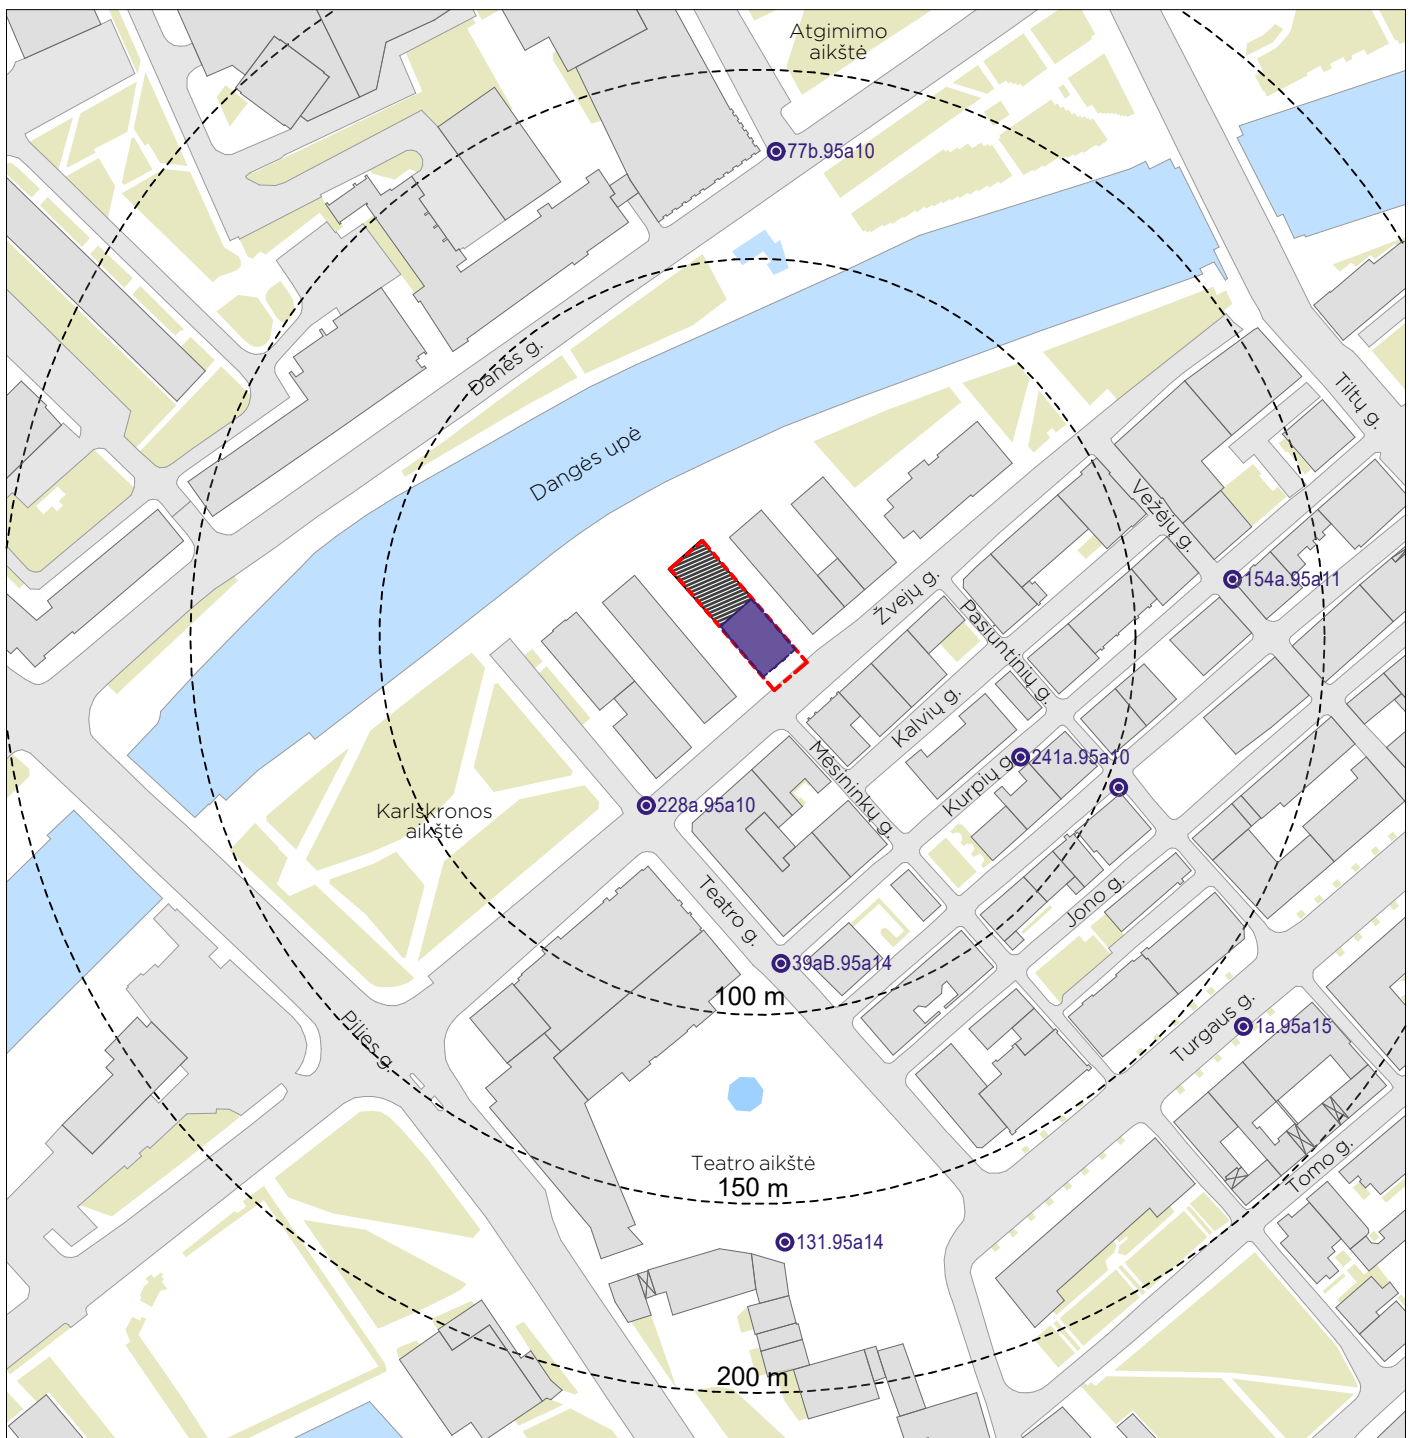 Atgimimo
aikštė
77b.95a10
Danės g.
Tiltų g.
Dangės upė
Vežėjų g.
154a.95a11
Žvejų g.
Pasiuntinių g.
Kalvių g.
Mėsininkų g.
Kurpių g.
241a.95a10
228a.95a10
Karlskronos
aikštė
Teatro g.
Jono g.
39aB.95a14
100 m
Pilies g.
Turgaus g.
1a.95a15
Teatro aikštė
150 m
Tomo g.
131.95a14
200 m